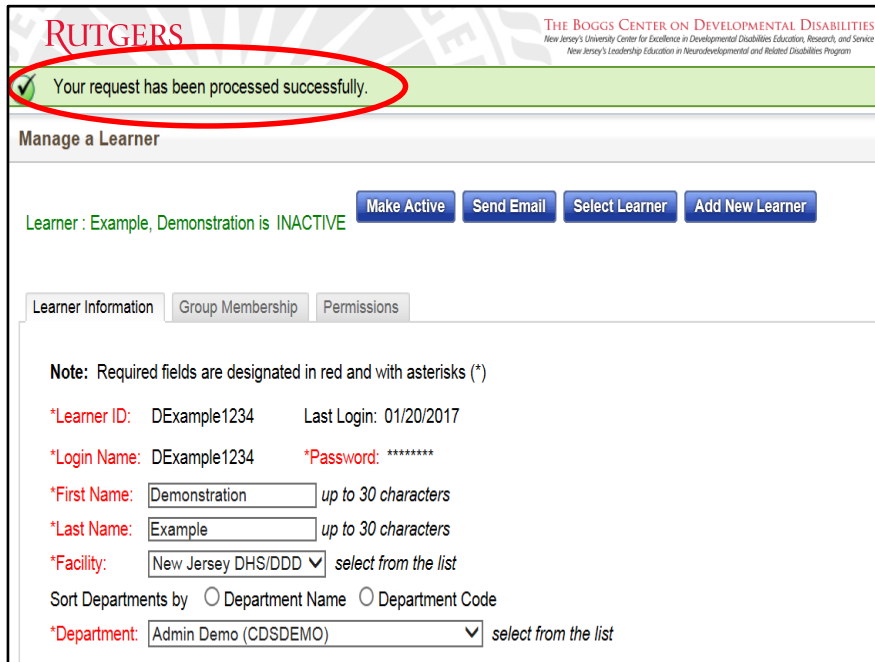 RUTGERS
THE BOGGS CENTER ON DEVELOPMENTAL DISABILITIES
New Jersey's University Center for Excellence in Developmental Disabilities Education, Research, and Service
New Jersey's Leadership Education in Neurodevelopmental and Related Disabilities Program
Your request has been processed successfully.
Manage a Learner
Learner : Example, Demonstration is INACTIVE Make Active Send Email Select Learner Add New Learner
Learner Information Group Membership Permissions
Note: Required fields are designated in red and with asterisks (*)
*Learner ID: DExample1234 Last Login: 01/20/2017
*Login Name: DExample1234 *Password: ********
*First Name: Demonstration up to 30 characters
*Last Name: Example up to 30 characters
*Facility: New Jersey DHS/DDD select from the list
Sort Departments by Department Name Department Code
*Department: Admin Demo (CDSDEMO) select from the list